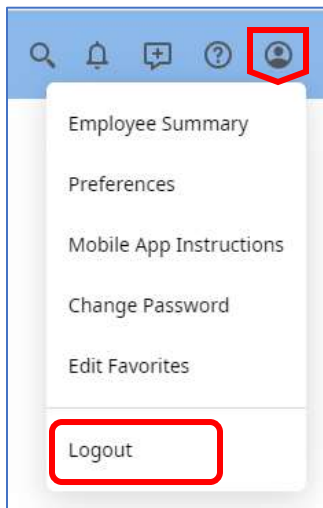 Employee Summary
Preferences
Mobile App Instructions
Change Password
Edit Favorites
Logout